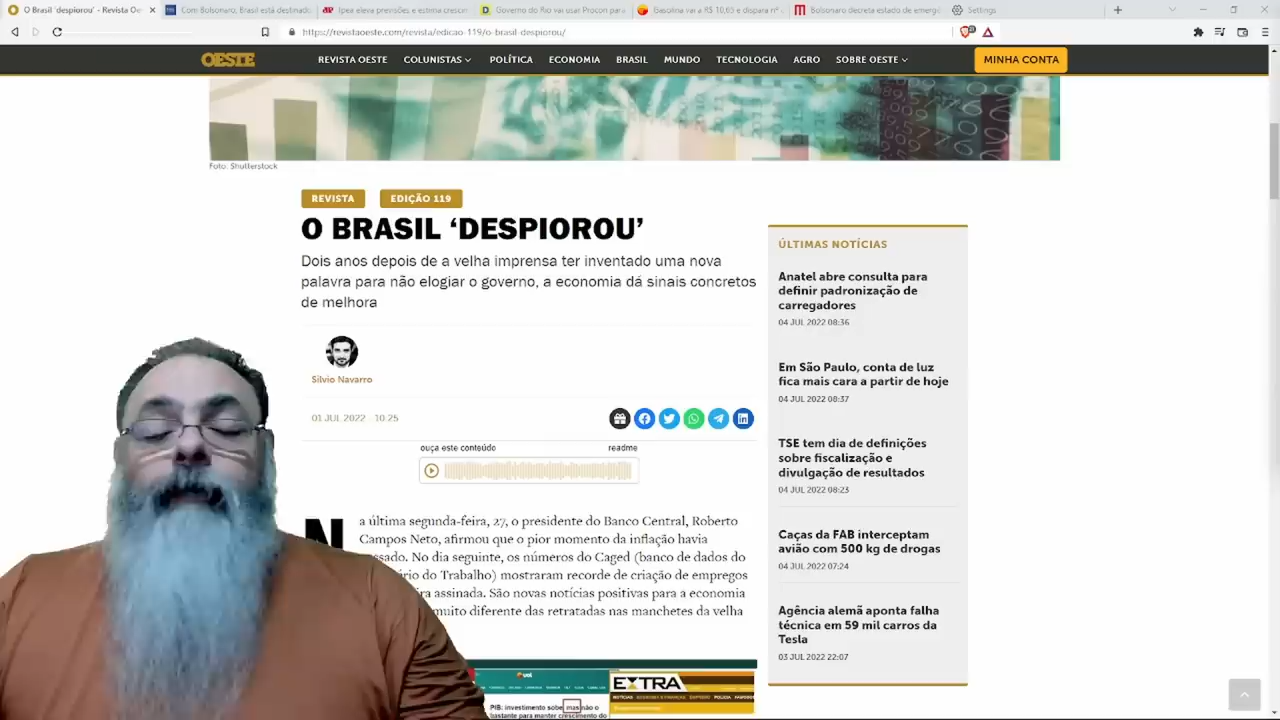 O Brasil 'despiorou' - Revista Oe
Com Bolsonaro, Brasil está destinad
Ipea eleva previsões e estima cresci
Governo do Rio vai usar Procon para
Gasolina vai a R$ 10,65 e dispara nº
Bolsonaro decreta estado de emerg
Settings
https://revistaoeste.com/revista/edicao-119/o-brasil-despiorou/
OESTE
REVISTA OESTE
COLUNISTAS
POLÍTICA
ECONOMIA
BRASIL
MUNDO
TECNOLOGIA
AGRO
SOBRE OESTE
MINHA CONTA
Foto: Shutterstock
REVISTA
EDIÇÃO 119
O BRASIL ‘DESPIOROU’
Dois anos depois de a velha imprensa ter inventado uma nova
palavra para não elogiar o governo, a economia dá sinais concretos
de melhora
Silvio Navarro
01 JUL 2022 - 10:25
ouça este conteúdo
readme
Na última segunda-feira, 27, o presidente do Banco Central, Roberto
Campos Neto, afirmou que o pior momento da inflação havia
ssado. No dia seguinte, os números do Caged (banco de dados do
rio do Trabalho) mostraram recorde de criação de empregos
ra assinada. São novas notícias positivas para a economia
muito diferente das retratadas nas manchetes da velha
uol
PIB: investimento sobe, mas não o
bastante para manter crescimento do
EXTRA
ÚLTIMAS NOTÍCIAS
Anatel abre consulta para
definir padronização de
carregadores
04 JUL 2022 08:36
Em São Paulo, conta de luz
fica mais cara a partir de hoje
04 JUL 2022 08:37
TSE tem dia de definições
sobre fiscalização e
divulgação de resultados
04 JUL 2022 08:23
Caças da FAB interceptam
avião com 500 kg de drogas
04 JUL 2022 07:24
Agência alemã aponta falha
técnica em 59 mil carros da
Tesla
03 JUL 2022 22:07